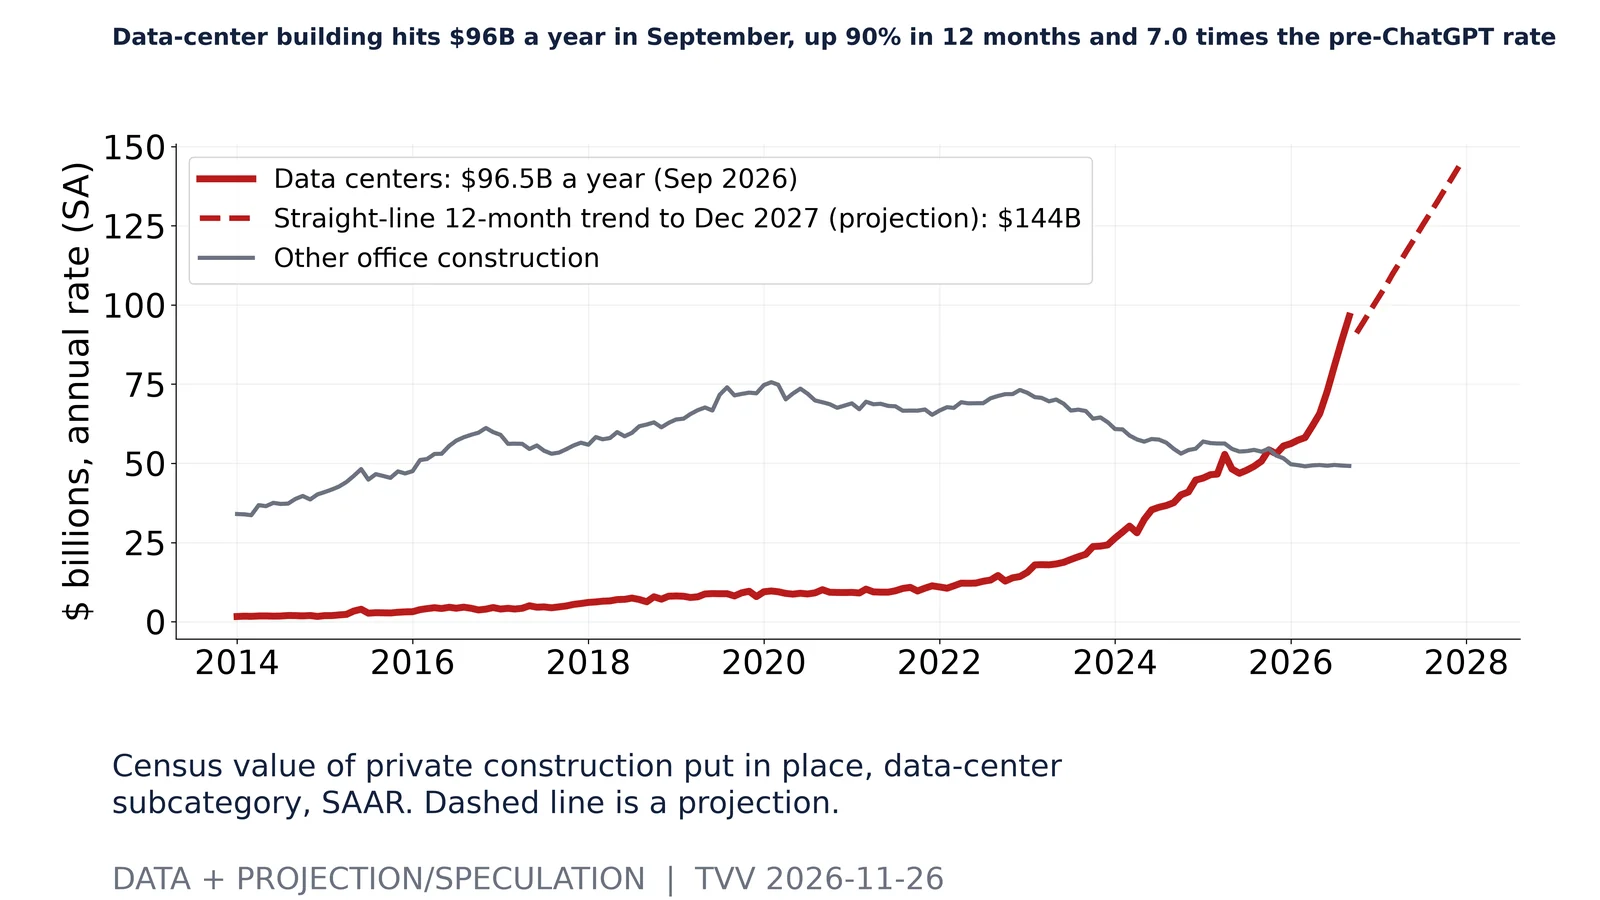 Data-center building hits $96B a year in September, up 90% in 12 months and 7.0 times the pre-ChatGPT rate
$ billions, annual rate (SA)
150
125
100
75
50
25
0
Data centers: $96.5B a year (Sep 2026)
Straight-line 12-month trend to Dec 2027 (projection): $144B
Other office construction
2014 2016 2018 2020 2022 2024 2026 2028
Census value of private construction put in place, data-center
subcategory, SAAR. Dashed line is a projection.
DATA + PROJECTION/SPECULATION | TVV 2026-11-26